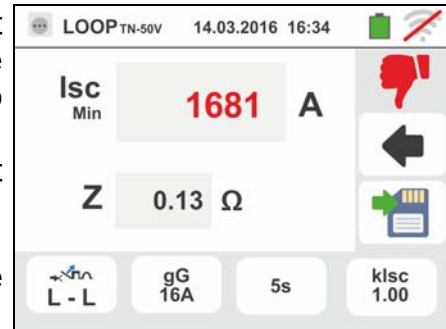 LOOP TN-50V 14.03.2016 16:34
Isc 1681 A
Min
Z 0.13 Ω
L - L
gG
16A
5s
kIsc
1.00